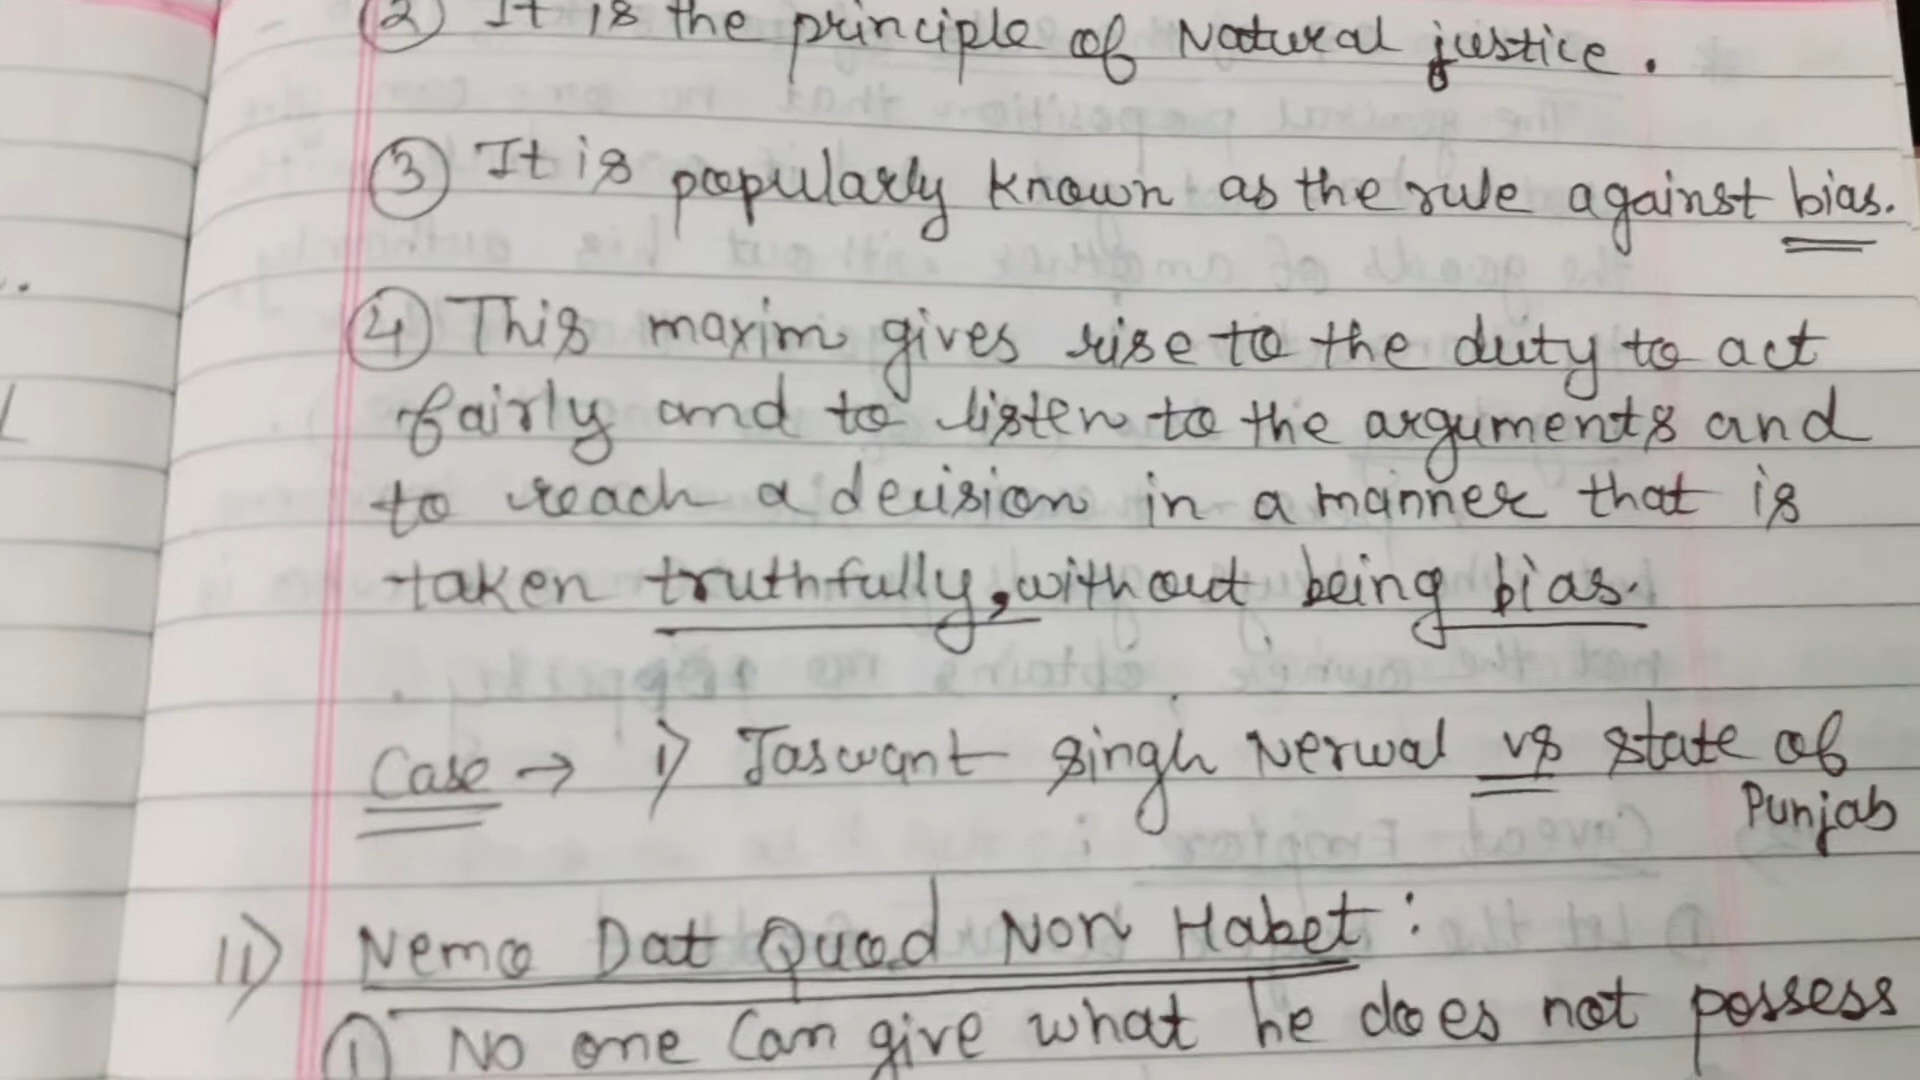 ② It is the principle of Natural justice.
③ It is popularly known as the rule against bias.
④ This maxim gives rise to the duty to act
fairly and to listen to the arguments and
to reach a decision in a manner that is
taken truthfully, without being bias.
Case → i) Jaswant Singh Nerwal vs state of
Punjab
11) Nemo Dat Quod Non Habet :
① No one can give what he does not possess